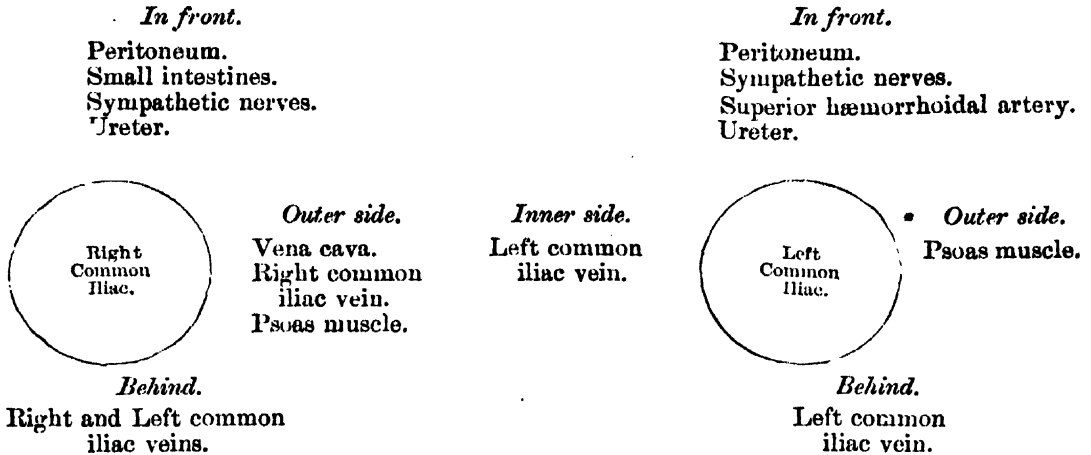 In front.
Peritoneum.
Small intestines.
Sympathetic nerves.
Ureter.
Right
Common
Iliac.
Outer side.
Vena cava.
Right common
iliac vein.
Psoas muscle.
Behind.
Right and Left common
iliac veins.
In front.
Peritoneum.
Sympathetic nerves.
Superior hæmorrhoidal artery.
Ureter.
Inner side.
Left common
iliac vein.
Left
Common
Iliac.
Outer side.
Psoas muscle.
Behind.
Left common
iliac vein.